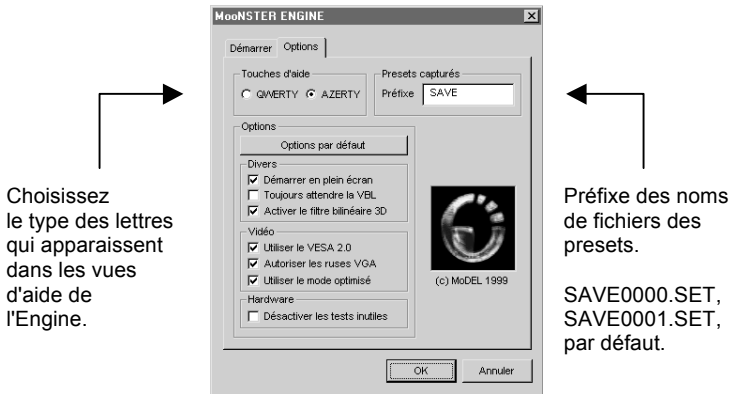 MooNSTER ENGINE
Démarrer
Options
Touches d'aide
QWERTY
AZERTY
Presets capturés
Préfixe
SAVE
Options
Options par défaut
Divers
Démarrer en plein écran
Toujours attendre la VBL
Activer le filtre bilinéaire 3D
Vidéo
Utiliser le VESA 2.0
Autoriser les ruses VGA
Utiliser le mode optimisé
Hardware
Désactiver les tests inutiles
(c) MoDEL 1999
OK
Annuler
Choisissez
le type des lettres
qui apparaissent
dans les vues
d'aide de
l'Engine.
Préfixe des noms
de fichiers des
presets.
SAVE0000.SET,
SAVE0001.SET,
par défaut.